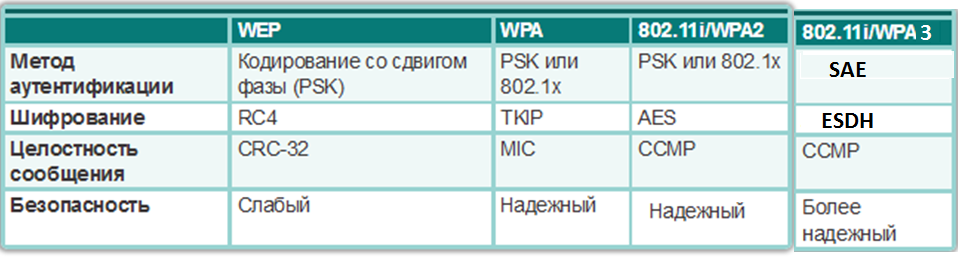 WEP WPA 802.11i/WPA2 802.11i/WPA 3
Метод аутентификации Кодирование со сдвигом фазы (PSK) PSK или 802.1x PSK или 802.1x SAE
Шифрование RC4 TKIP AES ESDH
Целостность сообщения CRC-32 MIC CCMP CCMP
Безопасность Слабый Надежный Надежный Более надежный